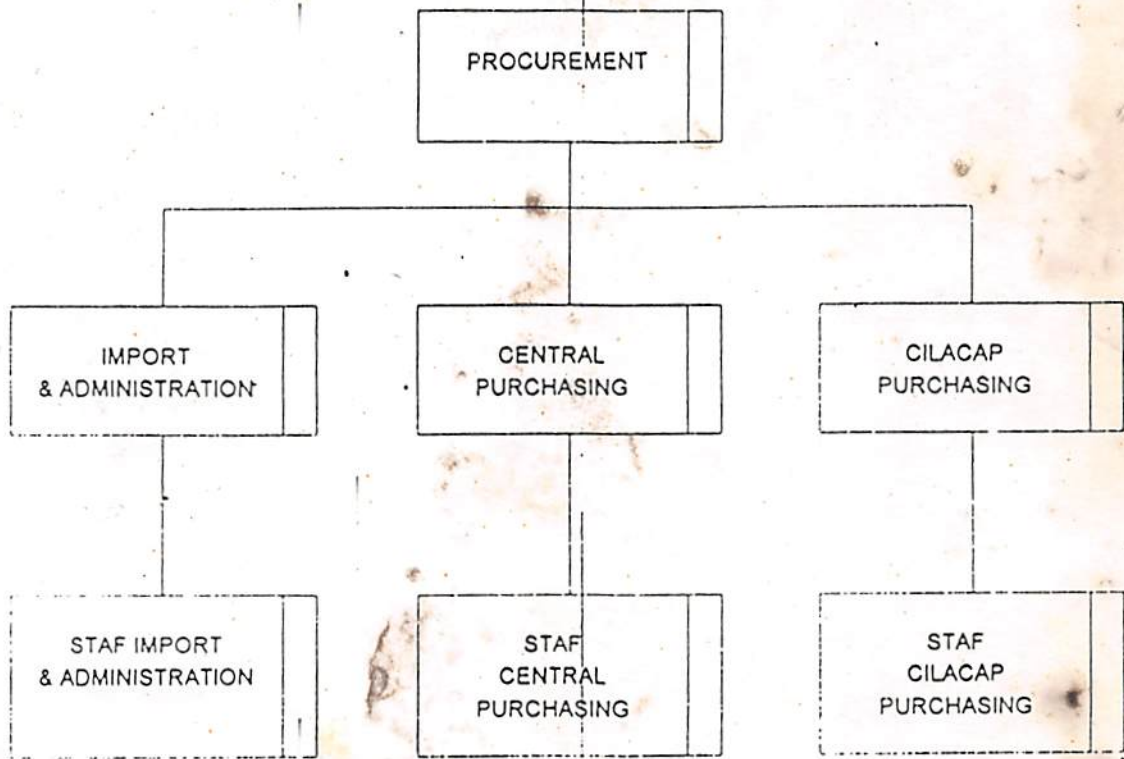 PROCUREMENT
IMPORT
& ADMINISTRATION
CENTRAL
PURCHASING
CILACAP
PURCHASING
STAF IMPORT
& ADMINISTRATION
STAF
CENTRAL
PURCHASING
STAF
CILACAP
PURCHASING